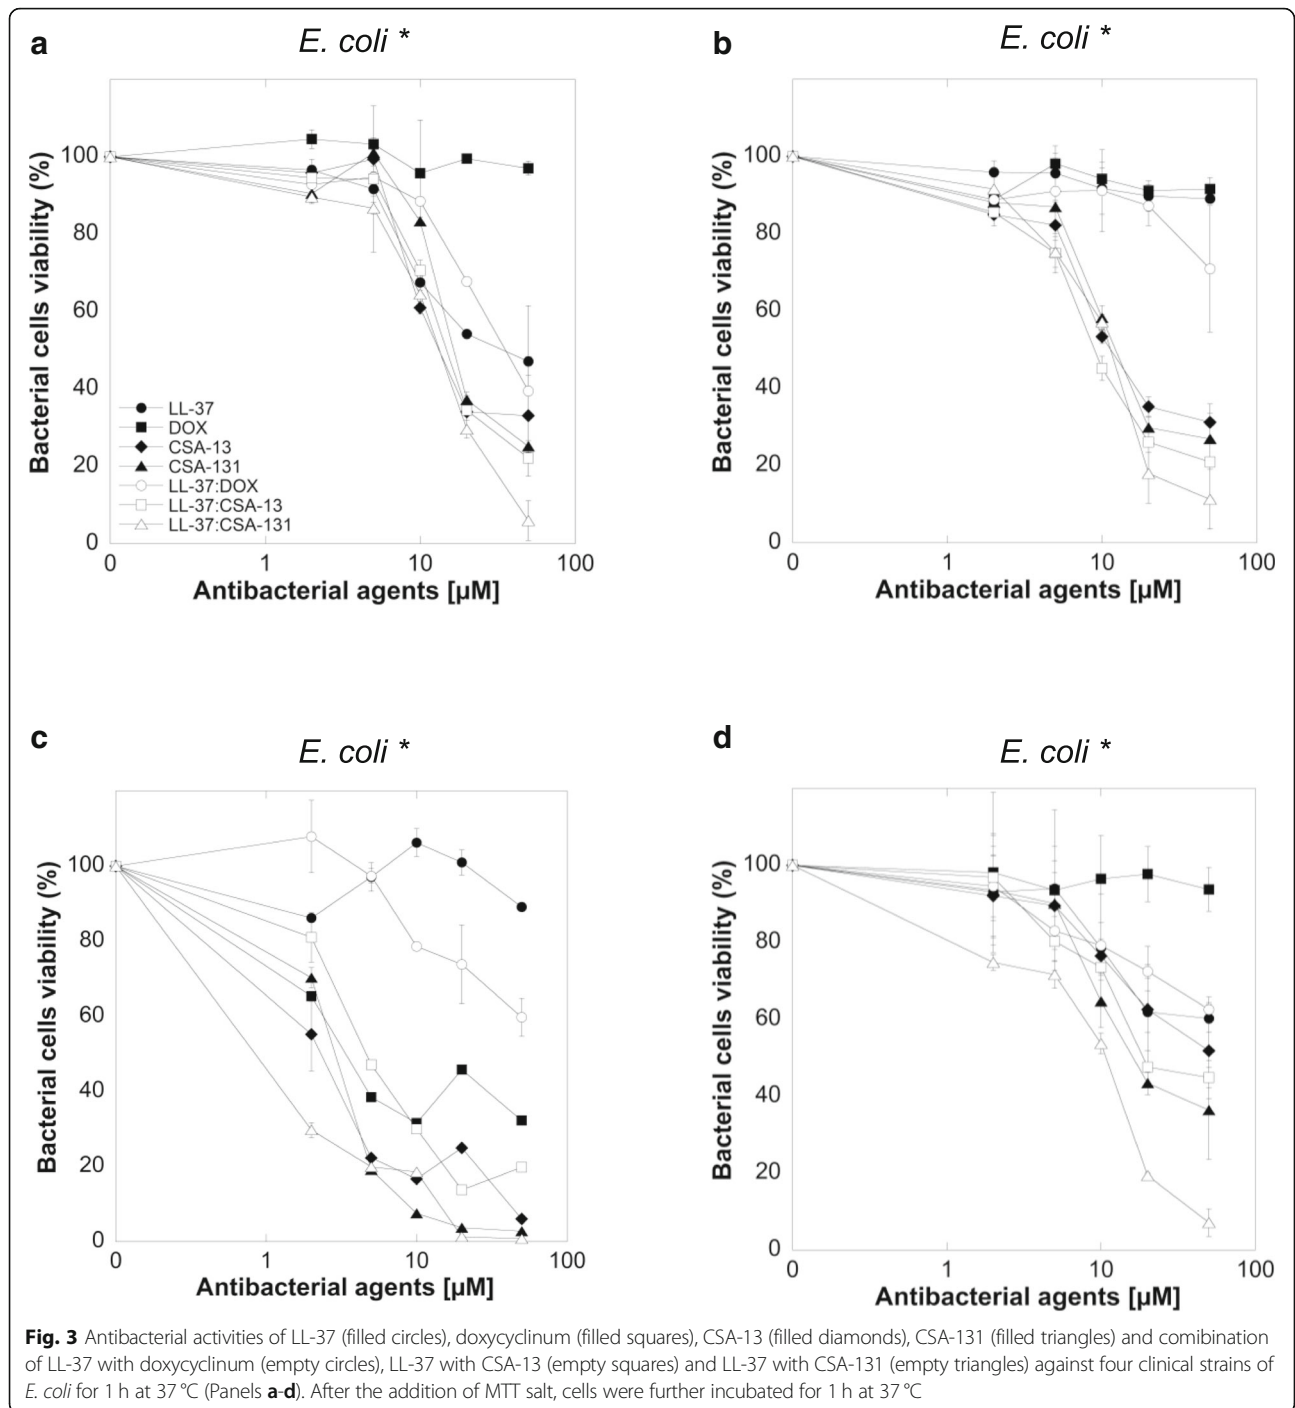 a
E. coli *
Bacterial cells viability (%)
100
80
60
40
20
0
LL-37
DOX
CSA-13
CSA-131
LL-37:DOX
LL-37:CSA-13
LL-37:CSA-131
0 1 10 100
Antibacterial agents [µM]
b
E. coli *
Bacterial cells viability (%)
100
80
60
40
20
0
0 1 10 100
Antibacterial agents [µM]
c
E. coli *
Bacterial cells viability (%)
100
80
60
40
20
0
0 1 10 100
Antibacterial agents [µM]
d
E. coli *
Bacterial cells viability (%)
100
80
60
40
20
0
0 1 10 100
Antibacterial agents [µM]
Fig. 3 Antibacterial activities of LL-37 (filled circles), doxycyclinum (filled squares), CSA-13 (filled diamonds), CSA-131 (filled triangles) and combination
of LL-37 with doxycyclinum (empty circles), LL-37 with CSA-13 (empty squares) and LL-37 with CSA-131 (empty triangles) against four clinical strains of
E. coli for 1 h at 37 °C (Panels a-d). After the addition of MTT salt, cells were further incubated for 1 h at 37 °C